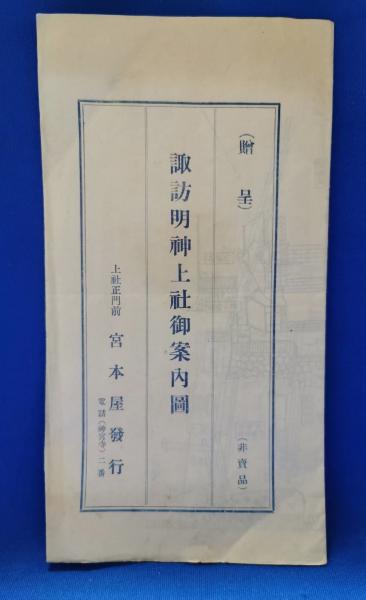 （贈呈）
（非賣品）
諏訪明神上社御案內圖
上社正門前 宮本屋發行
電話（神宮寺）二番